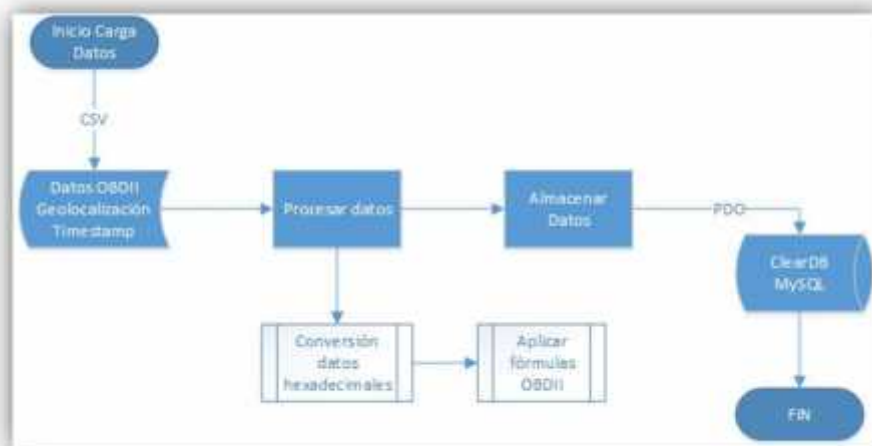 Inicio Carga
Datos
CSV
Datos OBDII
Geolocalización
Timestamp
Procesar datos
Almacenar
Datos
PDO
ClearDB
MySQL
Conversión
datos
hexadecimales
Aplicar
fórmulas
OBDII
FIN